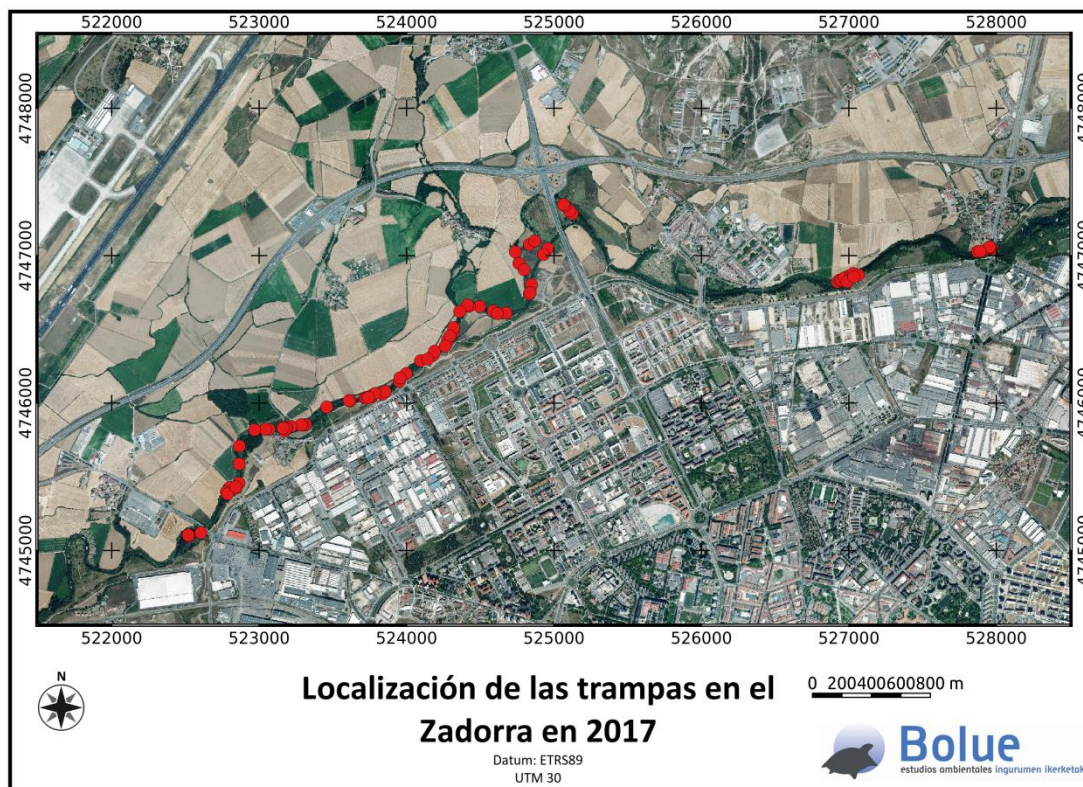 522000 523000 524000 525000 526000 527000 528000
4748000 4748000
4747000 4747000
4746000 4746000
4745000 4745000
522000 523000 524000 525000 526000 527000 528000
N
Localización de las trampas en el
Zadorra en 2017
Datum: ETRS89
UTM 30
0 200400600800 m
Bolue
estudios ambientales ingurumen ikerketak